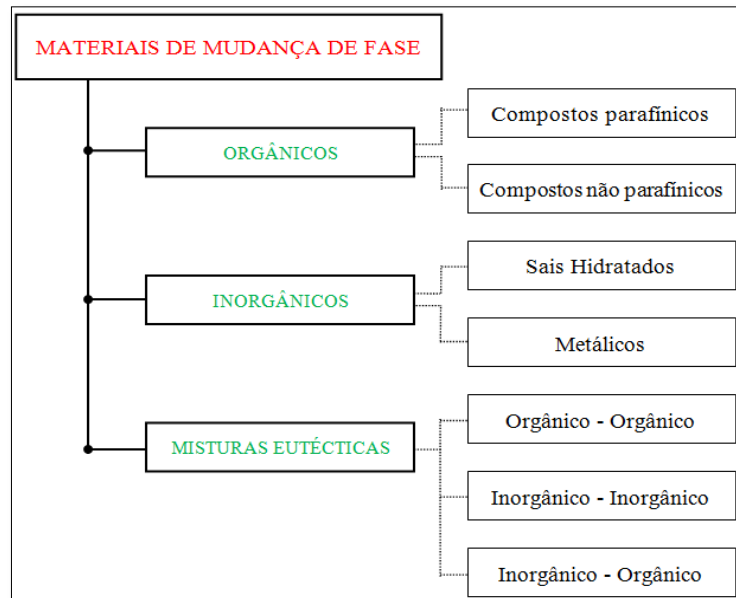 MATERIAIS DE MUDANÇA DE FASE
ORGÂNICOS
Compostos parafínicos
Compostos não parafínicos
INORGÂNICOS
Sais Hidratados
Metálicos
MISTURAS EUTÉCTICAS
Orgânico - Orgânico
Inorgânico - Inorgânico
Inorgânico - Orgânico